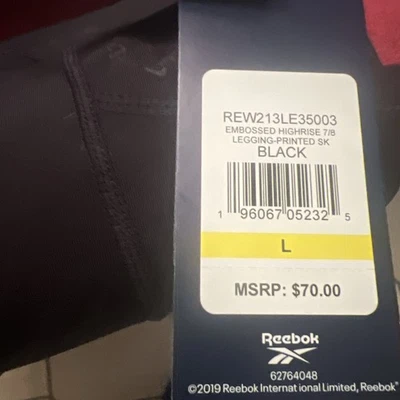 REW213LE35003
EMBOSSED HIGHRISE 7/8
LEGGING-PRINTED SK
BLACK
1 96067 05232 5
L
MSRP: $70.00
Reebok
62764048
©2019 Reebok International Limited, Reebok®